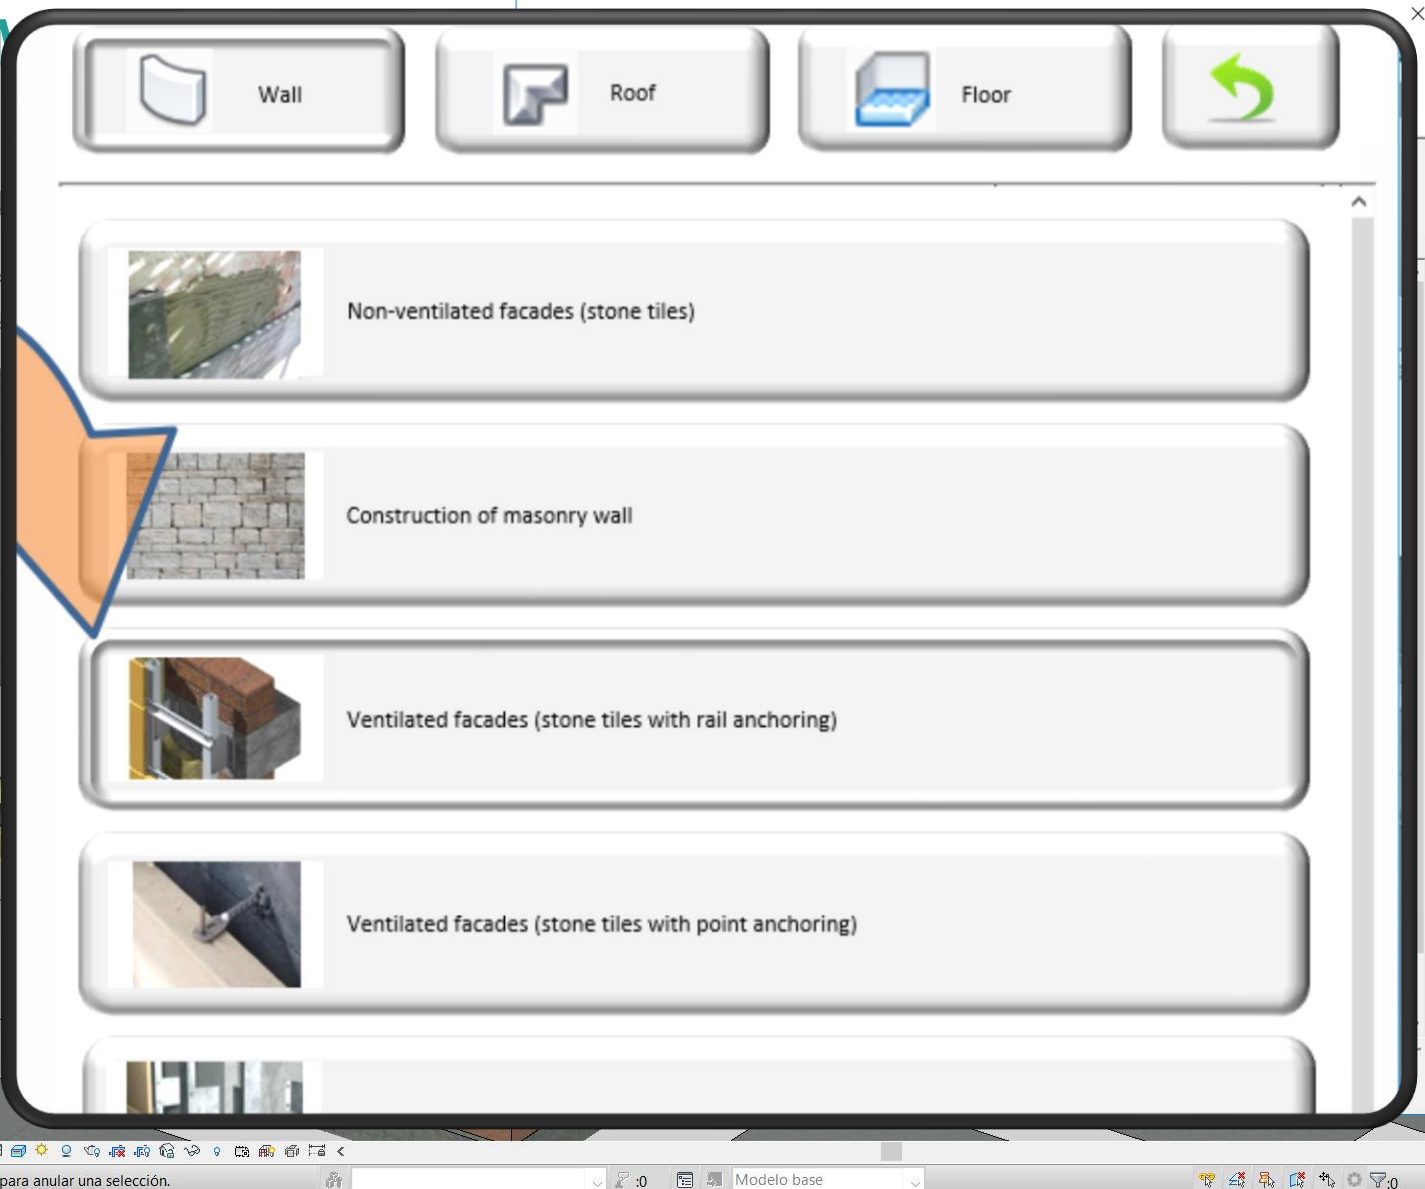 Wall
Roof
Floor
Non-ventilated facades (stone tiles)
Construction of masonry wall
Ventilated facades (stone tiles with rail anchoring)
Ventilated facades (stone tiles with point anchoring)
para anular una selección.
:0
Modelo base
:0